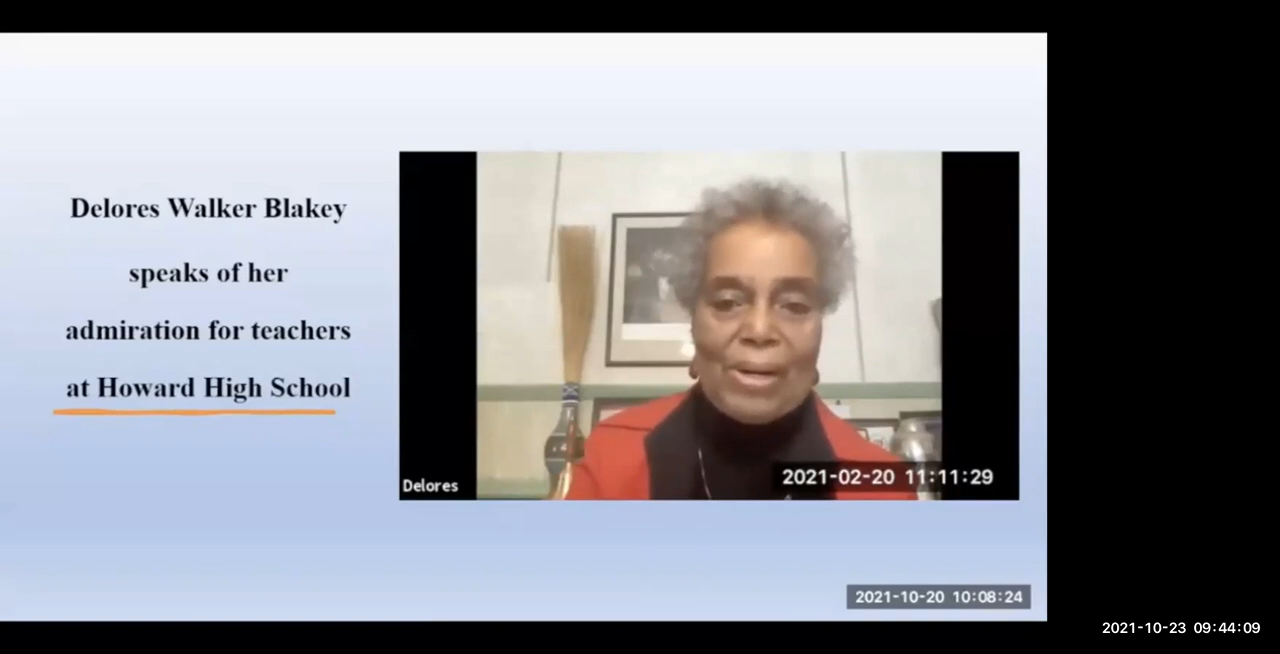 Delores Walker Blakey
speaks of her
admiration for teachers
at Howard High School
Delores
2021-02-20 11:11:29
2021-10-20 10:08:24
2021-10-23 09:44:09